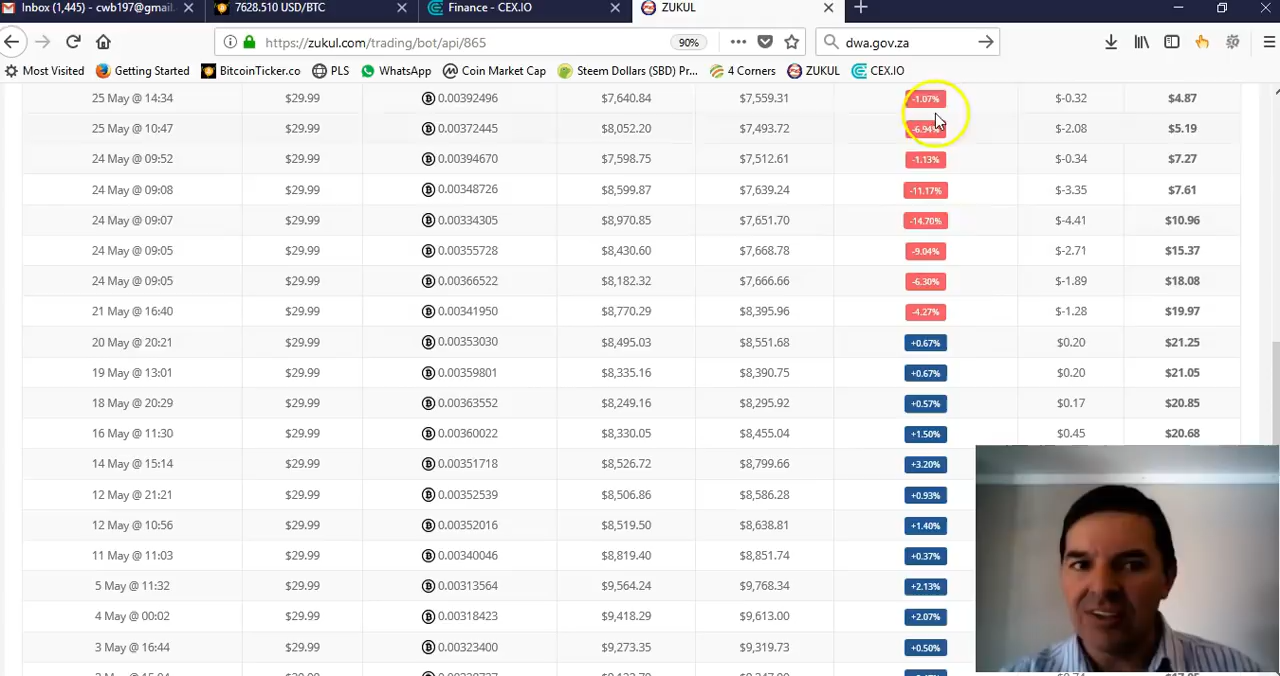 Inbox (1,445) - cwb197@gmail. 7628.510 USD/BTC Finance - CEX.IO ZUKUL
https://zukul.com/trading/bot/api/865 90% dwa.gov.za
Most Visited Getting Started BitcoinTicker.co PLS WhatsApp Coin Market Cap Steem Dollars (SBD) Pr... 4 Corners ZUKUL CEX.IO
25 May @ 14:34 $29.99 0.00392496 $7,640.84 $7,559.31 -1.07% $-0.32 $4.87
25 May @ 10:47 $29.99 0.00372445 $8,052.20 $7,493.72 -6.94% $-2.08 $5.19
24 May @ 09:52 $29.99 0.00394670 $7,598.75 $7,512.61 -1.13% $-0.34 $7.27
24 May @ 09:08 $29.99 0.00348726 $8,599.87 $7,639.24 -11.17% $-3.35 $7.61
24 May @ 09:07 $29.99 0.00334305 $8,970.85 $7,651.70 -14.70% $-4.41 $10.96
24 May @ 09:05 $29.99 0.00355728 $8,430.60 $7,668.78 -9.04% $-2.71 $15.37
24 May @ 09:05 $29.99 0.00366522 $8,182.32 $7,666.66 -6.30% $-1.89 $18.08
21 May @ 16:40 $29.99 0.00341950 $8,770.29 $8,395.96 -4.27% $-1.28 $19.97
20 May @ 20:21 $29.99 0.00353030 $8,495.03 $8,551.68 +0.67% $0.20 $21.25
19 May @ 13:01 $29.99 0.00359801 $8,335.16 $8,390.75 +0.67% $0.20 $21.05
18 May @ 20:29 $29.99 0.00363552 $8,249.16 $8,295.92 +0.57% $0.17 $20.85
16 May @ 11:30 $29.99 0.00360022 $8,330.05 $8,455.04 +1.50% $0.45 $20.68
14 May @ 15:14 $29.99 0.00351718 $8,526.72 $8,799.66 +3.20%
12 May @ 21:21 $29.99 0.00352539 $8,506.86 $8,586.28 +0.93%
12 May @ 10:56 $29.99 0.00352016 $8,519.50 $8,638.81 +1.40%
11 May @ 11:03 $29.99 0.00340046 $8,819.40 $8,851.74 +0.37%
5 May @ 11:32 $29.99 0.00313564 $9,564.24 $9,768.34 +2.13%
4 May @ 00:02 $29.99 0.00318423 $9,418.29 $9,613.00 +2.07%
3 May @ 16:44 $29.99 0.00323400 $9,273.35 $9,319.73 +0.50%